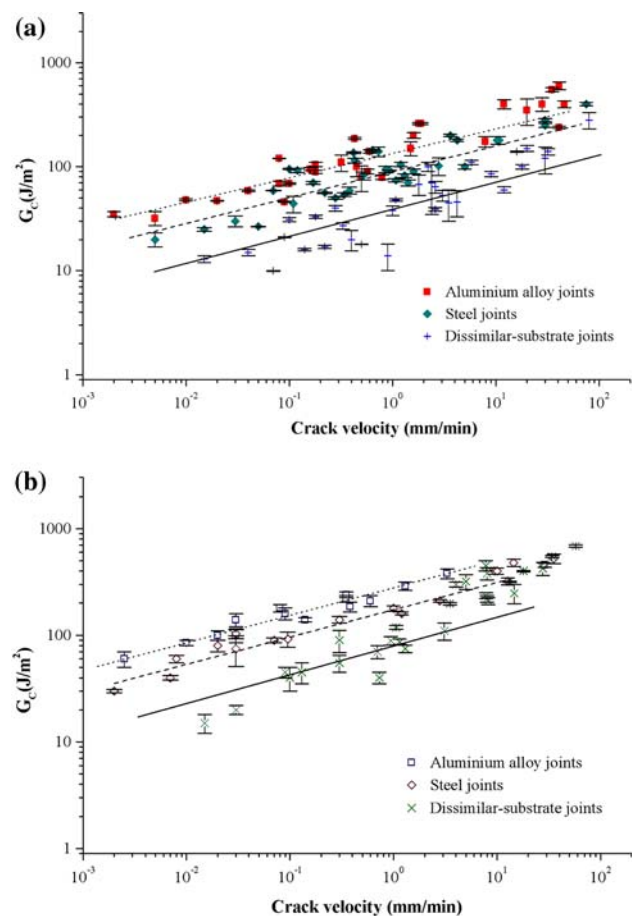 (a)
1000
100
10
1
G_C(J/m²)
10⁻³ 10⁻² 10⁻¹ 10⁰ 10¹ 10²
Crack velocity (mm/min)
Aluminium alloy joints
Steel joints
Dissimilar-substrate joints
(b)
1000
100
10
1
G_C(J/m²)
10⁻³ 10⁻² 10⁻¹ 10⁰ 10¹ 10²
Crack velocity (mm/min)
Aluminium alloy joints
Steel joints
Dissimilar-substrate joints